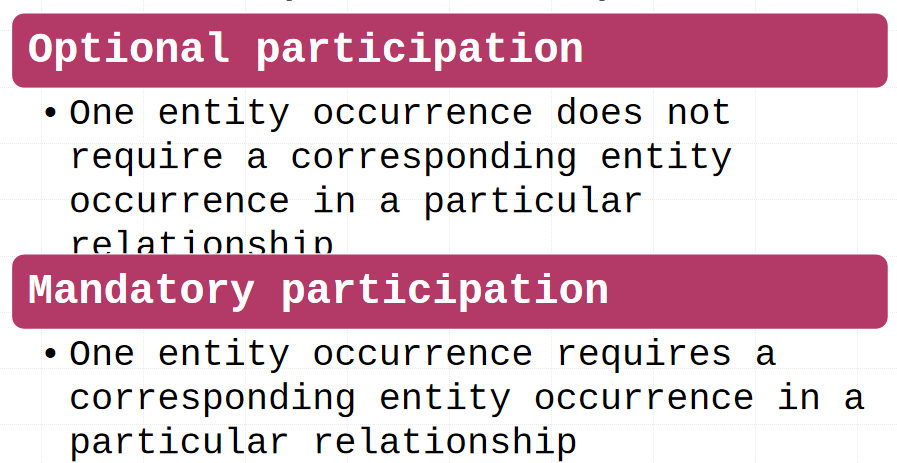 Optional participation
• One entity occurrence does not
require a corresponding entity
occurrence in a particular
relationship
Mandatory participation
• One entity occurrence requires a
corresponding entity occurrence in a
particular relationship